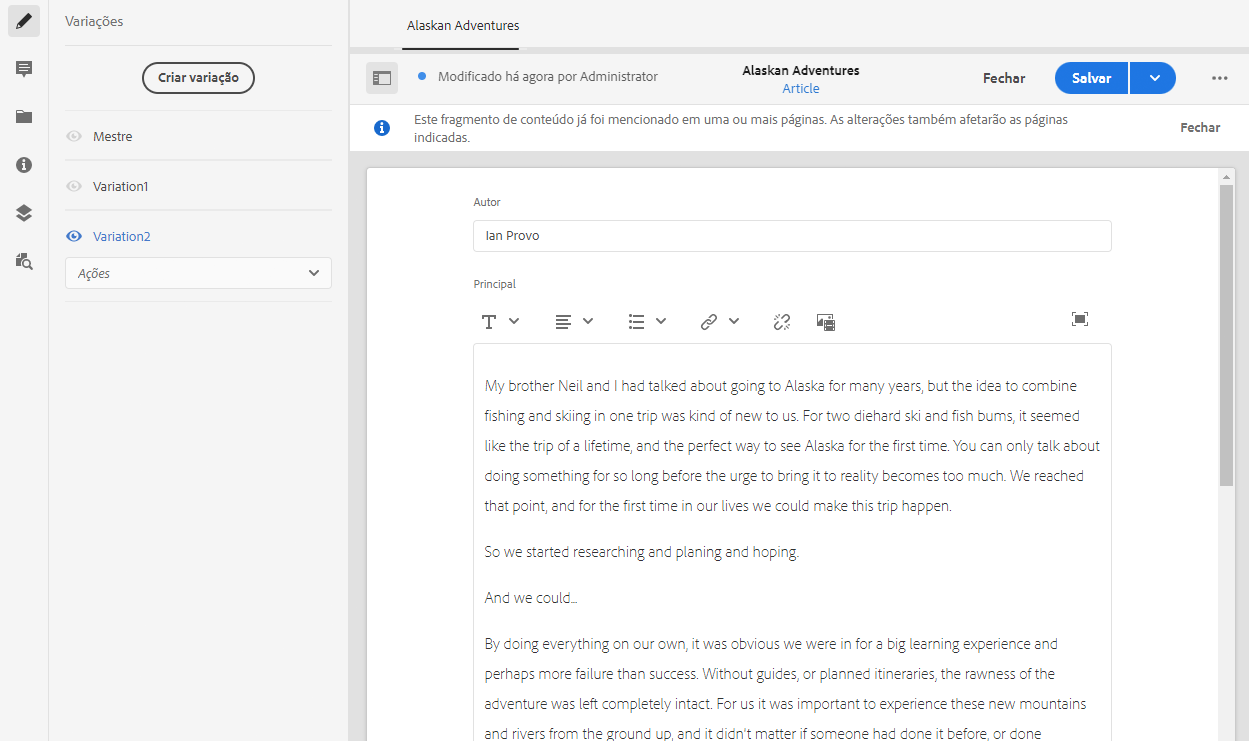 Variações
Criar variação
Mestre
Variation1
Variation2
Ações
Alaskan Adventures
Modificado há agora por Administrator
Alaskan Adventures
Article
Fechar
Salvar
Este fragmento de conteúdo já foi mencionado em uma ou mais páginas. As alterações também afetarão as páginas
indicadas.
Fechar
Autor
Ian Provo
Principal
My brother Neil and I had talked about going to Alaska for many years, but the idea to combine
fishing and skiing in one trip was kind of new to us. For two diehard ski and fish bums, it seemed
like the trip of a lifetime, and the perfect way to see Alaska for the first time. You can only talk about
doing something for so long before the urge to bring it to reality becomes too much. We reached
that point, and for the first time in our lives we could make this trip happen.
So we started researching and planing and hoping.
And we could...
By doing everything on our own, it was obvious we were in for a big learning experience and
perhaps more failure than success. Without guides, or planned itineraries, the rawness of the
adventure was left completely intact. For us it was important to experience these new mountains
and rivers from the ground up, and it didn't matter if someone had done it before, or done